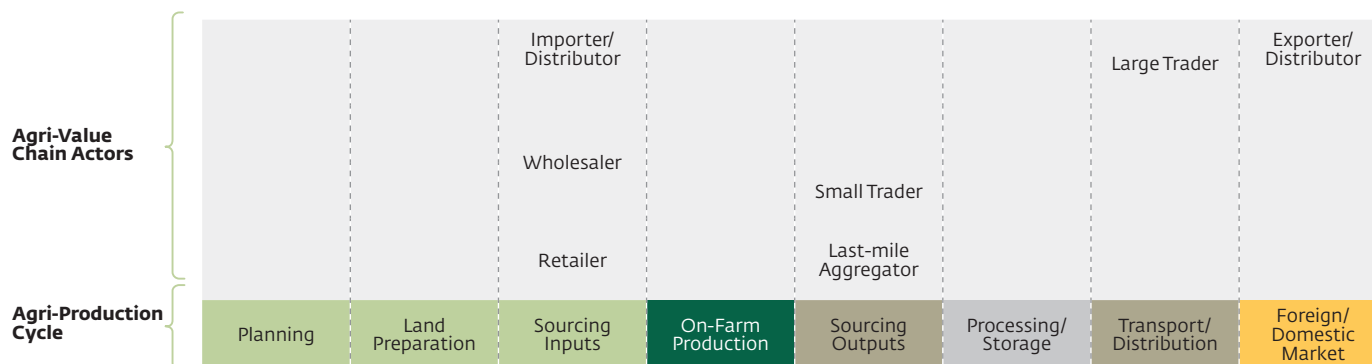 Importer/
Distributor
Exporter/
Distributor
Large Trader
Agri-Value
Chain Actors
Wholesaler
Small Trader
Retailer
Last-mile
Aggregator
Agri-Production
Cycle
Planning
Land
Preparation
Sourcing
Inputs
On-Farm
Production
Sourcing
Outputs
Processing/
Storage
Transport/
Distribution
Foreign/
Domestic
Market